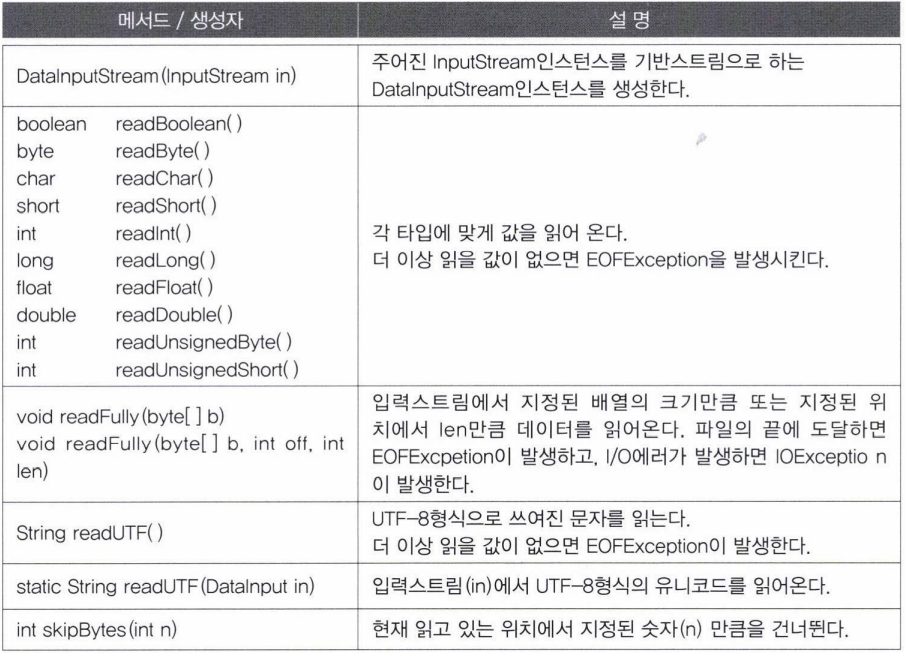 메서드 / 생성자 설 명
DataInputStream(InputStream in)
주어진 InputStream인스턴스를 기반스트림으로 하는
DataInputStream인스턴스를 생성한다.
boolean readBoolean( )
byte readByte( )
char readChar( )
short readShort( )
int readInt( )
long readLong( )
float readFloat( )
double readDouble( )
int readUnsignedByte( )
int readUnsignedShort( )
각 타입에 맞게 값을 읽어 온다.
더 이상 읽을 값이 없으면 EOFException을 발생시킨다.
void readFully(byte[ ] b)
void readFully(byte[ ] b, int off, int
len)
입력스트림에서 지정된 배열의 크기만큼 또는 지정된 위
치에서 len만큼 데이터를 읽어온다. 파일의 끝에 도달하면
EOFExcpetion이 발생하고, I/O에러가 발생하면 IOExceptio n
이 발생한다.
String readUTF( )
UTF-8형식으로 쓰여진 문자를 읽는다.
더 이상 읽을 값이 없으면 EOFException이 발생한다.
static String readUTF(DataInput in)
입력스트림(in)에서 UTF-8형식의 유니코드를 읽어온다.
int skipBytes(int n)
현재 읽고 있는 위치에서 지정된 숫자(n) 만큼을 건너뛴다.